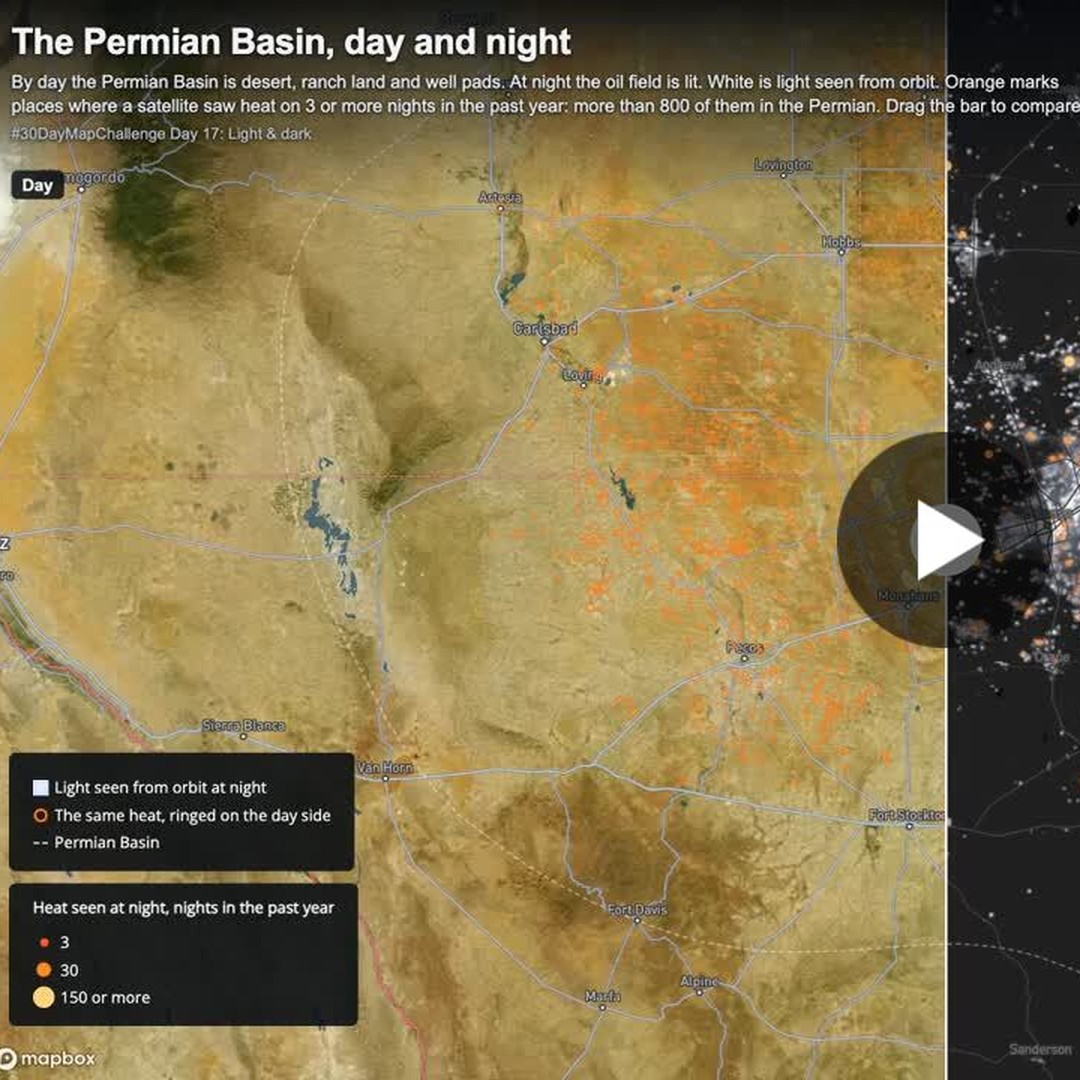 The Permian Basin, day and night
By day the Permian Basin is desert, ranch land and well pads. At night the oil field is lit. White is light seen from orbit. Orange marks
places where a satellite saw heat on 3 or more nights in the past year: more than 800 of them in the Permian. Drag the bar to compare
#30DayMapChallenge Day 17: Light & dark
Lovington
Day
mogordo
Artesia
Hobbs
Carlsbad
Loving
Monahans
Pecos
Sierra Blanca
Van Horn
Light seen from orbit at night
The same heat, ringed on the day side
-- Permian Basin
Fort Stockto
Heat seen at night, nights in the past year
3
30
150 or more
Fort Davis
Alpine
Marfa
Sanderson
mapbox